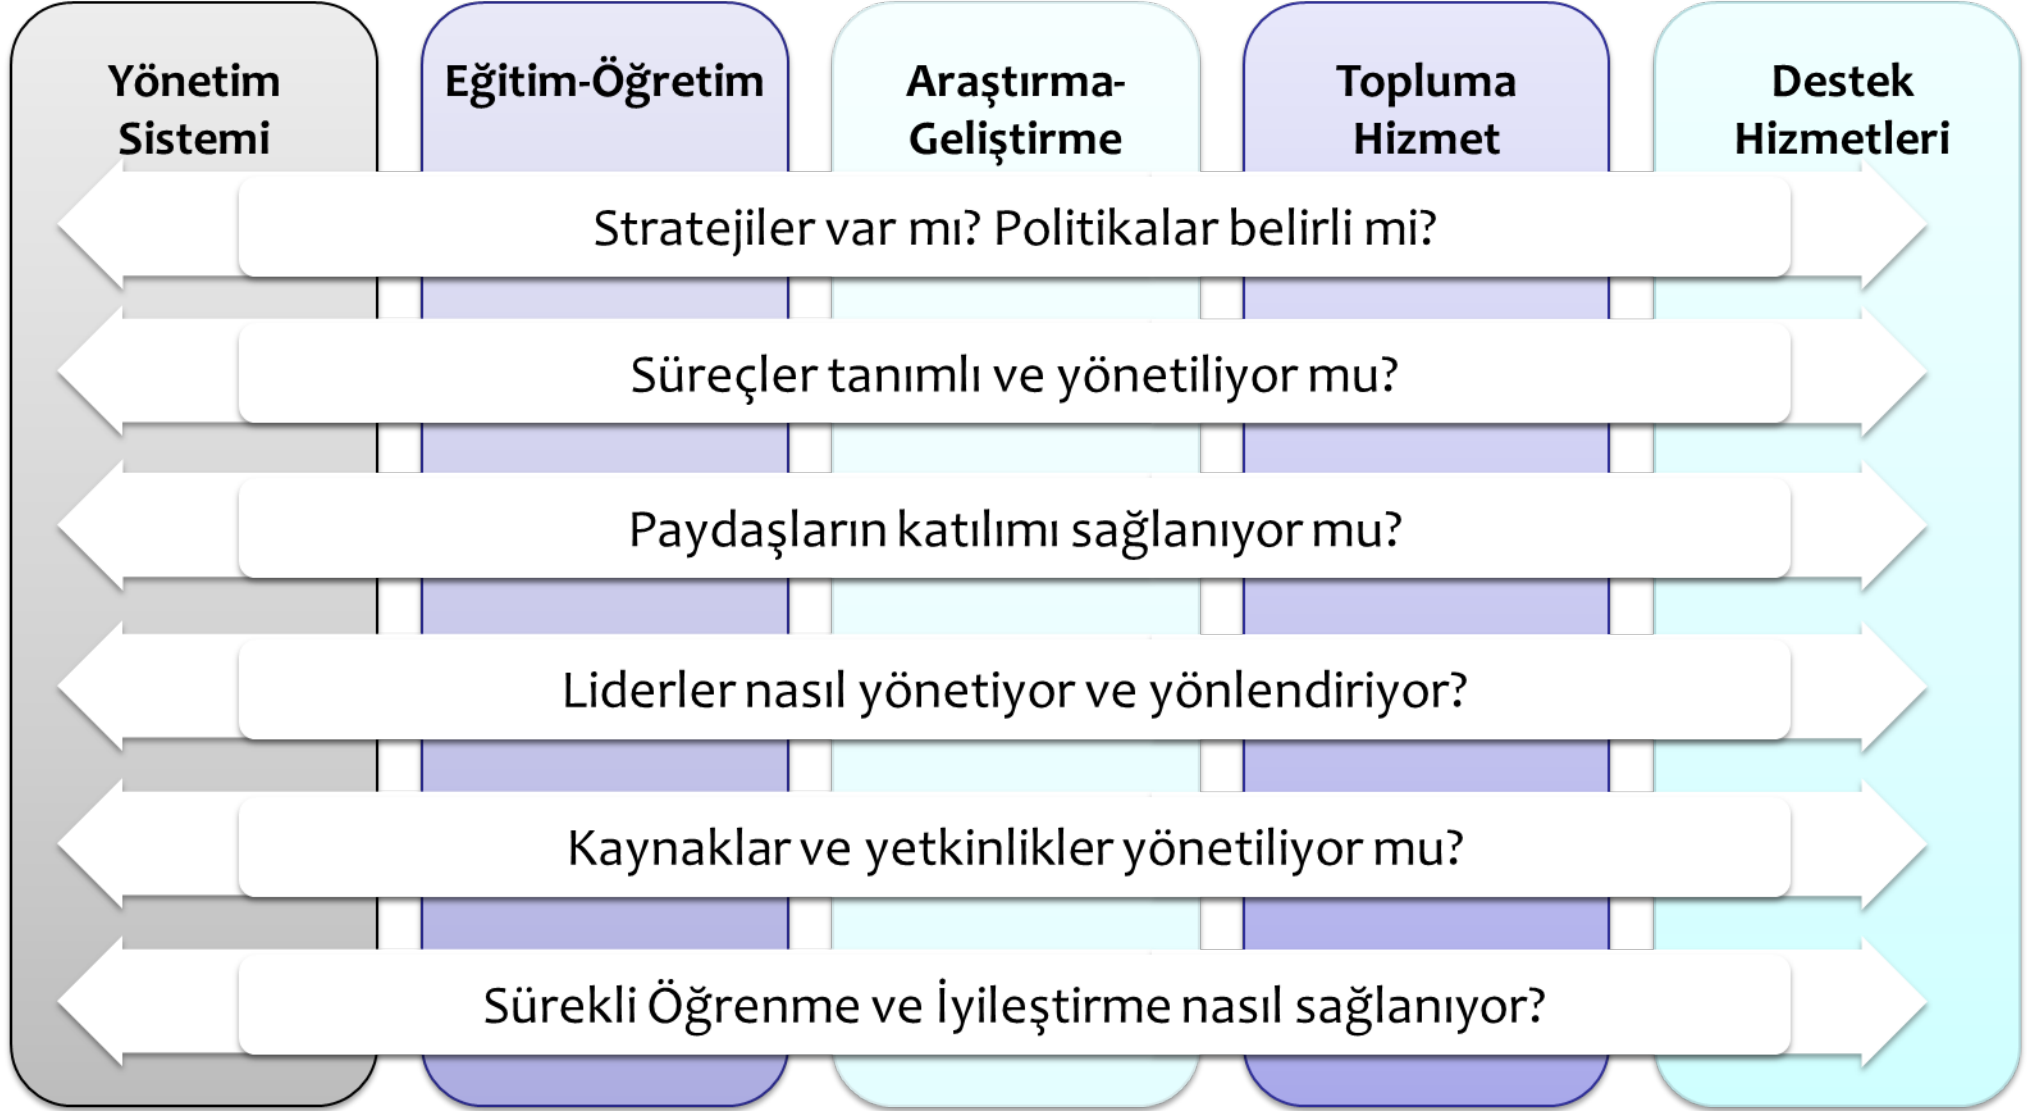 Yönetim
Sistemi
Eğitim-Öğretim
Araştırma-
Geliştirme
Topluma
Hizmet
Destek
Hizmetleri
Stratejiler var mı? Politikalar belirli mi?
Süreçler tanımlı ve yönetiliyor mu?
Paydaşların katılımı sağlanıyor mu?
Liderler nasıl yönetiyor ve yönlendiriyor?
Kaynaklar ve yetkinlikler yönetiliyor mu?
Sürekli Öğrenme ve İyileştirme nasıl sağlanıyor?